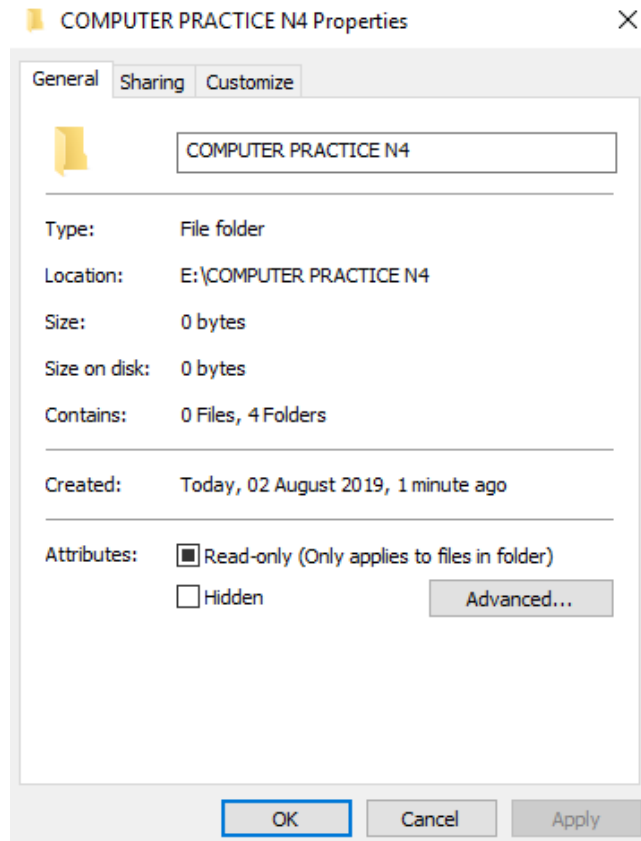 COMPUTER PRACTICE N4 Properties
General Sharing Customize
COMPUTER PRACTICE N4
Type: File folder
Location: E:\COMPUTER PRACTICE N4
Size: 0 bytes
Size on disk: 0 bytes
Contains: 0 Files, 4 Folders
Created: Today, 02 August 2019, 1 minute ago
Attributes: Read-only (Only applies to files in folder)
Hidden Advanced...
OK Cancel Apply